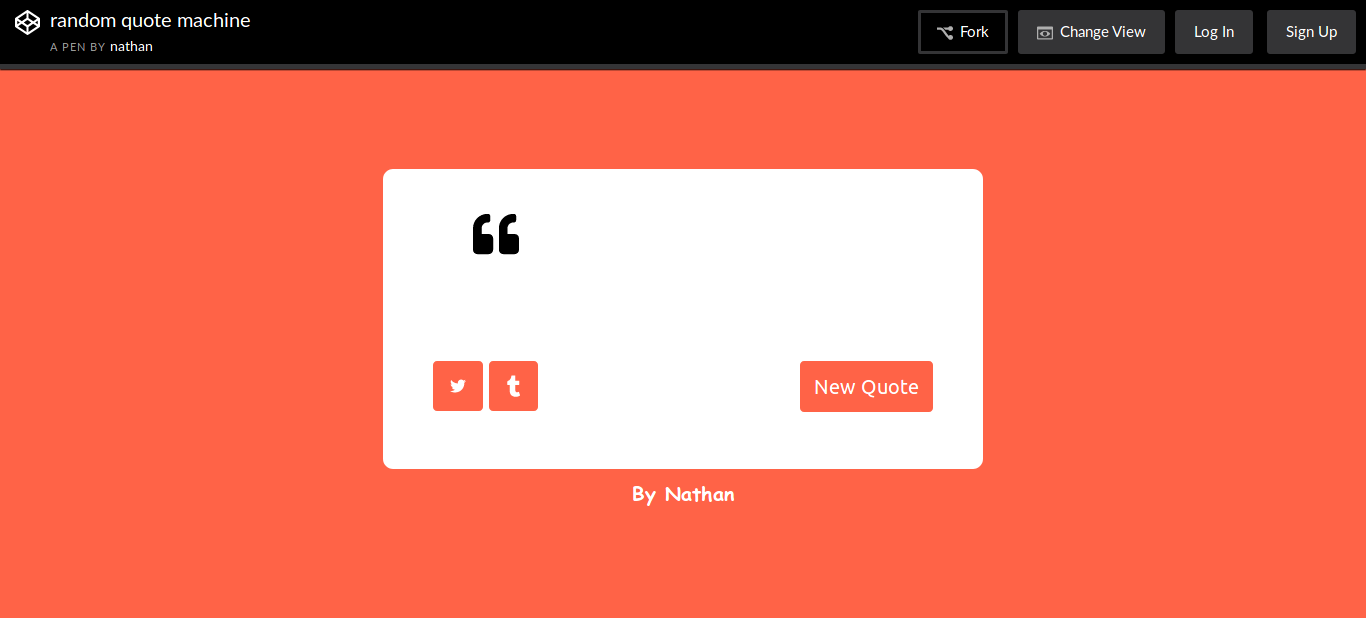 random quote machine
A PEN BY nathan
Fork
Change View
Log In
Sign Up
“
t
New Quote
By Nathan